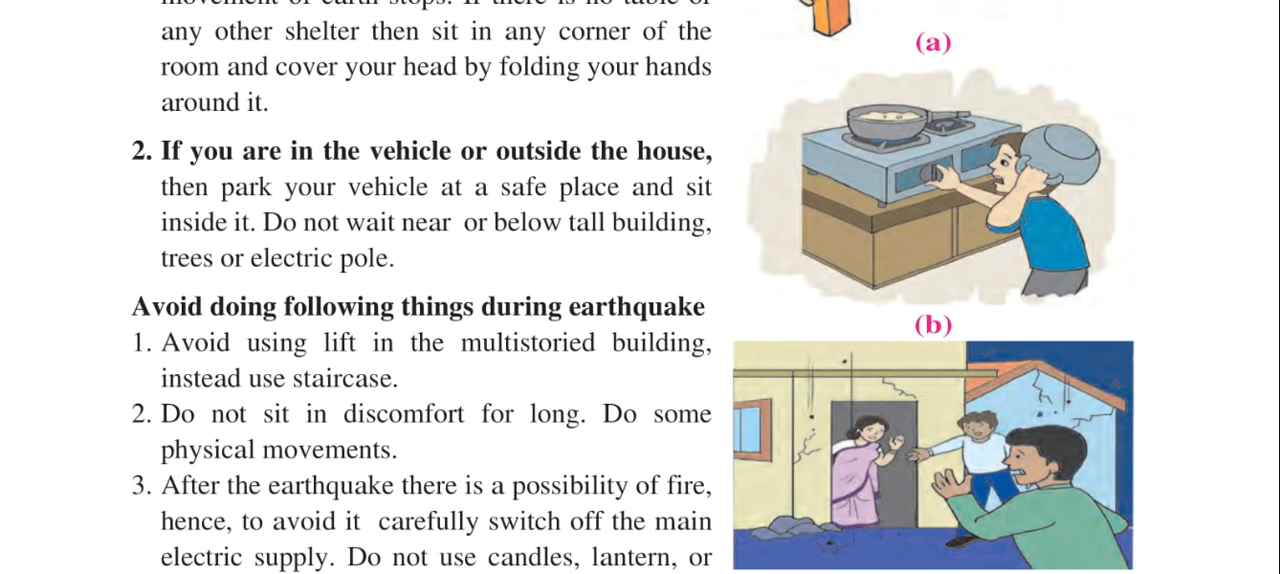 any other shelter then sit in any corner of the
room and cover your head by folding your hands
around it.
2. If you are in the vehicle or outside the house,
then park your vehicle at a safe place and sit
inside it. Do not wait near or below tall building,
trees or electric pole.
Avoid doing following things during earthquake
1. Avoid using lift in the multistoried building,
instead use staircase.
2. Do not sit in discomfort for long. Do some
physical movements.
3. After the earthquake there is a possibility of fire,
hence, to avoid it carefully switch off the main
electric supply. Do not use candles, lantern, or
(a)
(b)